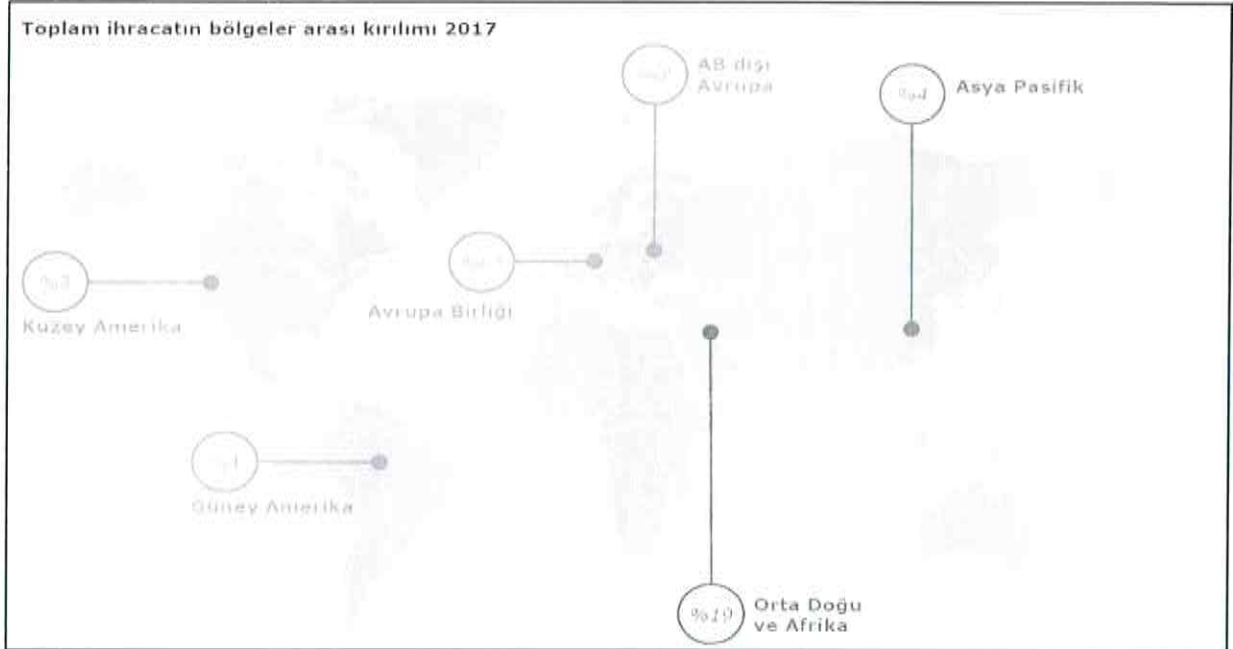 Toplam ihracatın bölgeler arası kırılımı 2017
AB dışı
Avrupa
%4
Asya Pasifik
%3
Kuzey Amerika
Avrupa Birliği
Güney Amerika
%19
Orta Doğu
ve Afrika